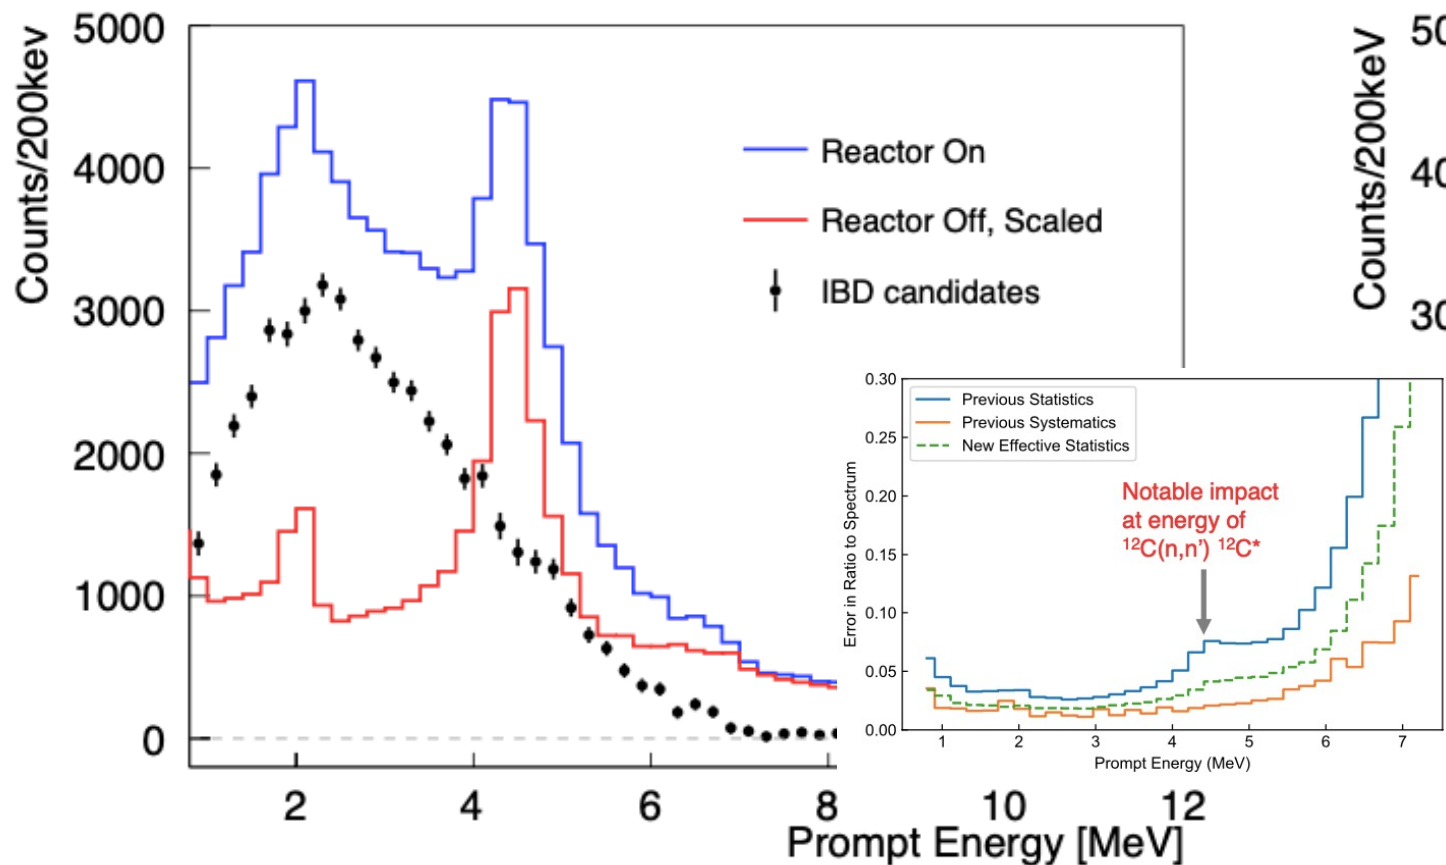 Counts/200kev
5000
4000
3000
2000
1000
0
2
4
6
8
10
12
Prompt Energy [MeV]
Reactor On
Reactor Off, Scaled
IBD candidates
Counts/200keV
50
40
30
Error in Ratio to Spectrum
0.30
0.25
0.20
0.15
0.10
0.05
0.00
1
2
3
4
5
6
7
Prompt Energy (MeV)
Previous Statistics
Previous Systematics
New Effective Statistics
Notable impact
at energy of
¹²C(n,n’) ¹²C*